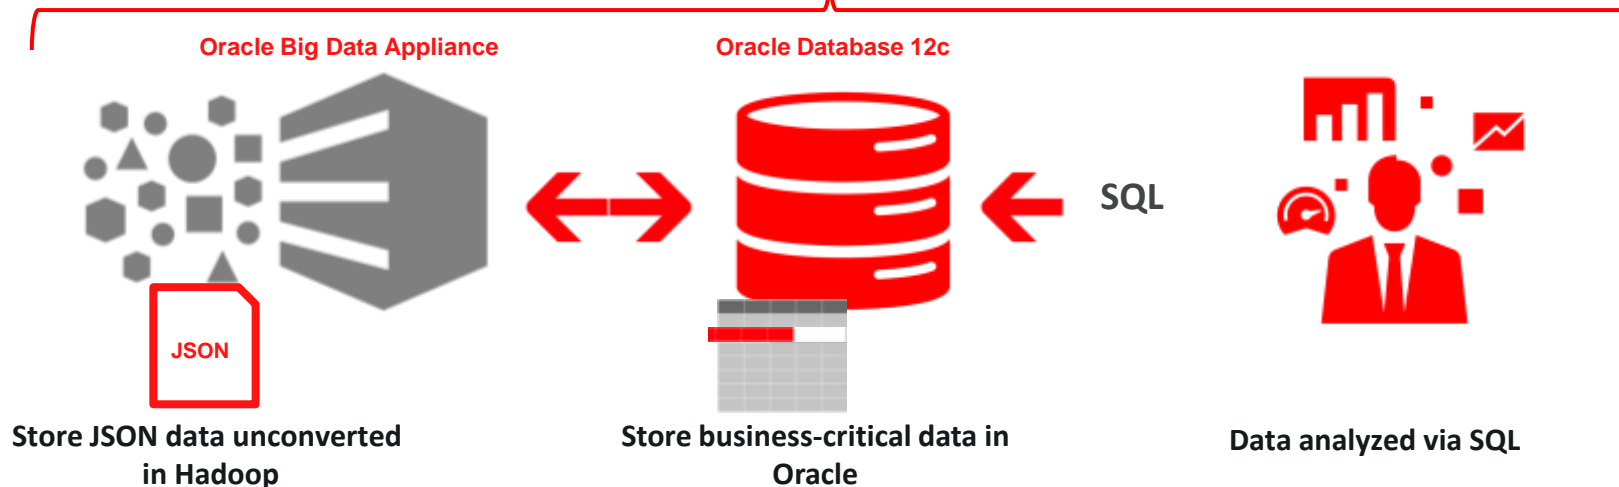 Oracle Big Data Appliance
Oracle Database 12c
SQL
JSON
Store JSON data unconverted
in Hadoop
Store business-critical data in
Oracle
Data analyzed via SQL